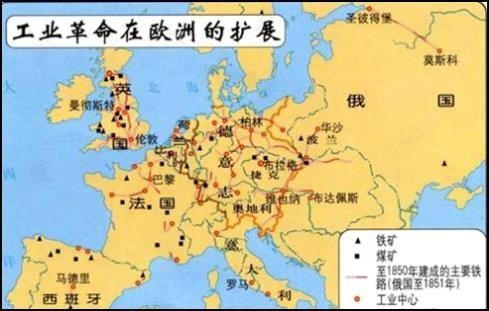 工业革命在欧洲的扩展
圣彼得堡
莫斯科
英
国
曼彻斯特
伦敦
俄 国
荷兰
比
柏林
德
意
志
华沙
波兰
巴黎
法 国
布拉格
捷克
维也纳
布达佩斯
奥地利
意
大
利
罗马
马德里
西班牙
铁矿
煤矿
至1850年建成的主要铁
路(俄国至1851年)
工业中心